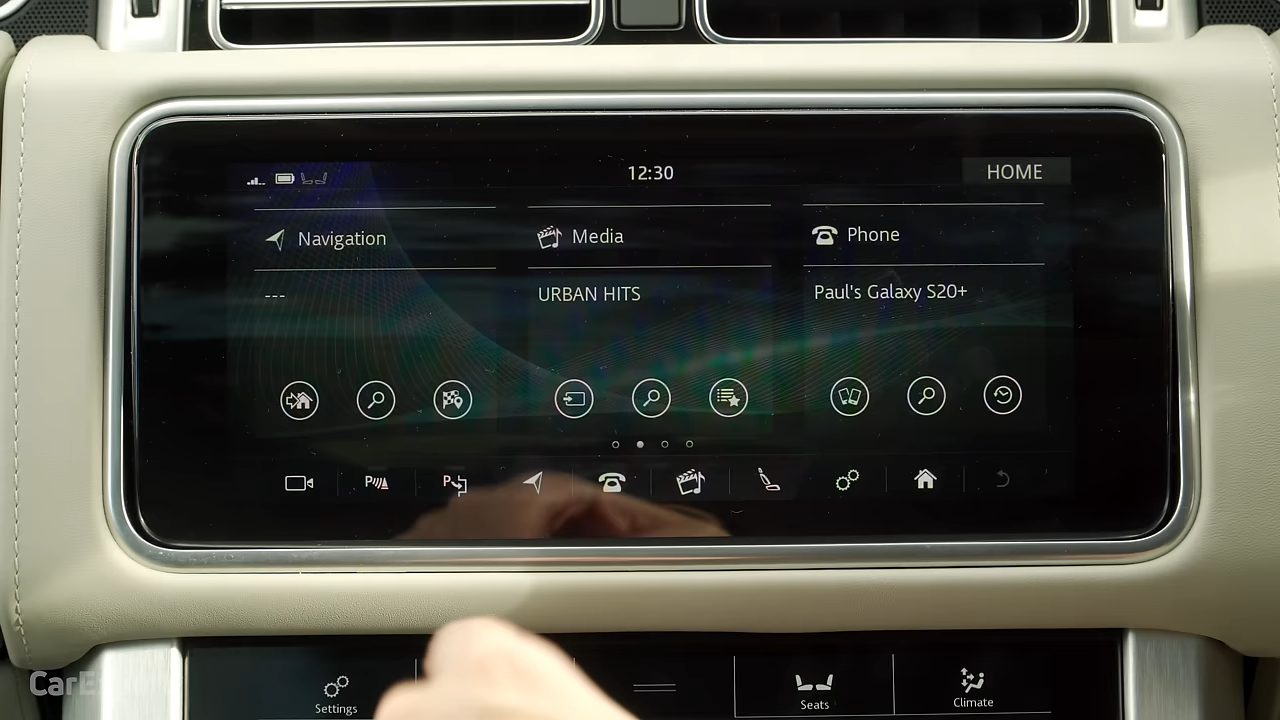 12:30
HOME
Navigation
Media
Phone
---
URBAN HITS
Paul's Galaxy S20+
P
P
Settings
Seats
Climate